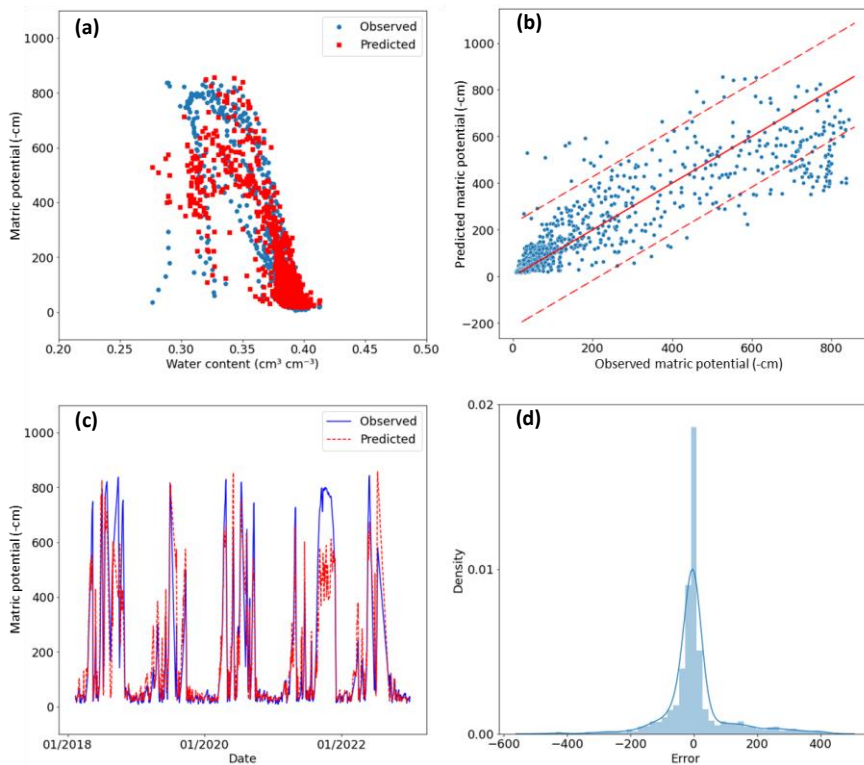 (a)
Observed
Predicted
1000
800
600
400
200
0
Matric potential (-cm)
0.20 0.25 0.30 0.35 0.40 0.45 0.50
Water content (cm³ cm⁻³)
(b)
1000
800
600
400
200
0
−200
Predicted matric potential (-cm)
0 200 400 600 800
Observed matric potential (-cm)
(c)
Observed
Predicted
1000
800
600
400
200
0
Matric potential (-cm)
01/2018 01/2020 01/2022
Date
(d)
0.02
0.01
0.00
Density
−600 −400 −200 0 200 400
Error